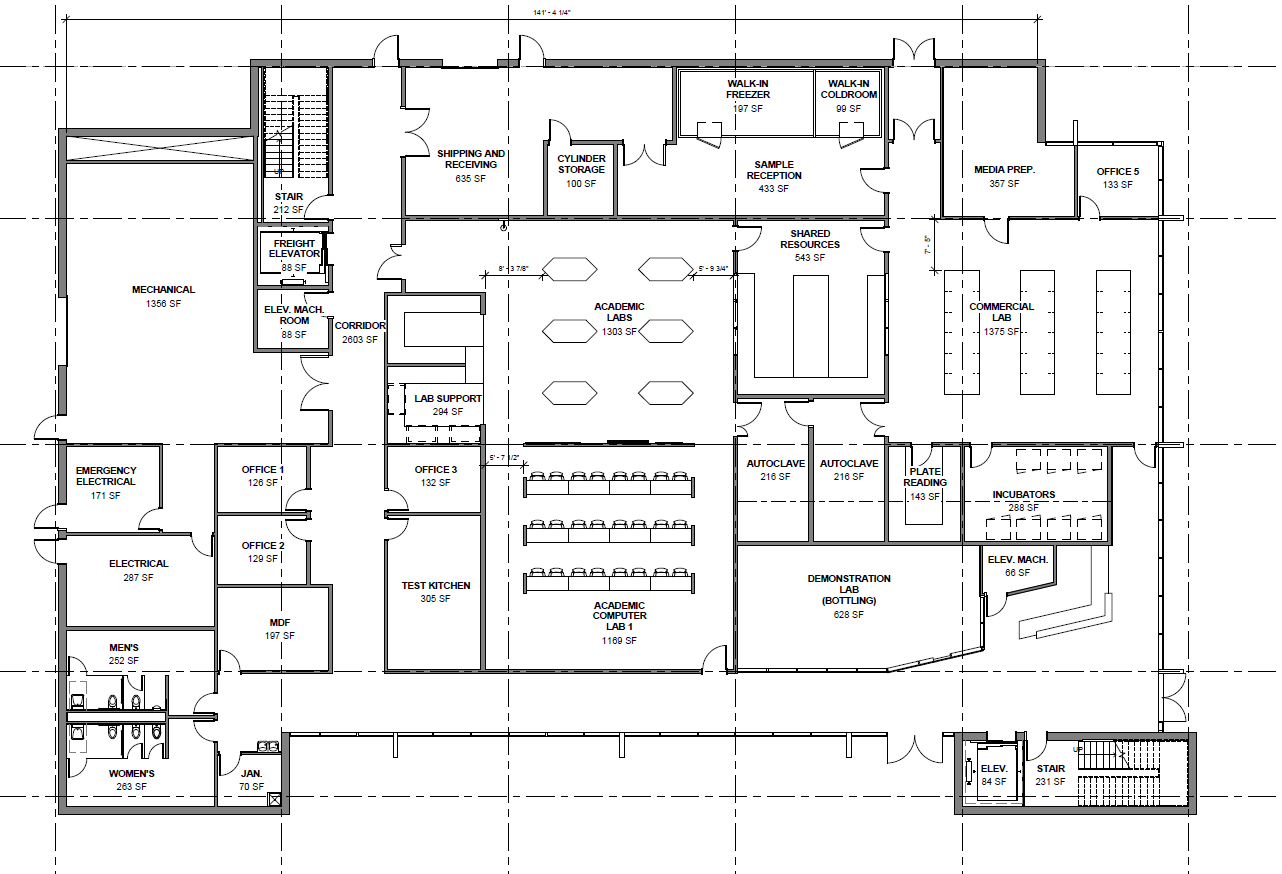 141' - 4 1/4"
WALK-IN
FREEZER
197 SF
WALK-IN
COLDROOM
99 SF
SHIPPING AND
RECEIVING
635 SF
CYLINDER
STORAGE
100 SF
SAMPLE
RECEPTION
433 SF
MEDIA PREP.
357 SF
OFFICE 5
133 SF
UP
STAIR
212 SF
FREIGHT
ELEVATOR
88 SF
SHARED
RESOURCES
543 SF
7' - 5"
8' - 3 7/8"
5' - 9 3/4"
MECHANICAL
1356 SF
ELEV. MACH.
ROOM
88 SF
CORRIDOR
2603 SF
ACADEMIC
LABS
1303 SF
COMMERCIAL
LAB
1375 SF
LAB SUPPORT
294 SF
5' - 7 1/2"
EMERGENCY
ELECTRICAL
171 SF
OFFICE 1
126 SF
OFFICE 3
132 SF
AUTOCLAVE
216 SF
AUTOCLAVE
216 SF
PLATE
READING
143 SF
INCUBATORS
288 SF
OFFICE 2
129 SF
ELECTRICAL
287 SF
TEST KITCHEN
305 SF
ACADEMIC
COMPUTER
LAB 1
1169 SF
DEMONSTRATION
LAB
(BOTTLING)
628 SF
ELEV. MACH.
66 SF
MDF
197 SF
MEN'S
252 SF
WOMEN'S
263 SF
JAN.
70 SF
ELEV.
84 SF
STAIR
231 SF
UP